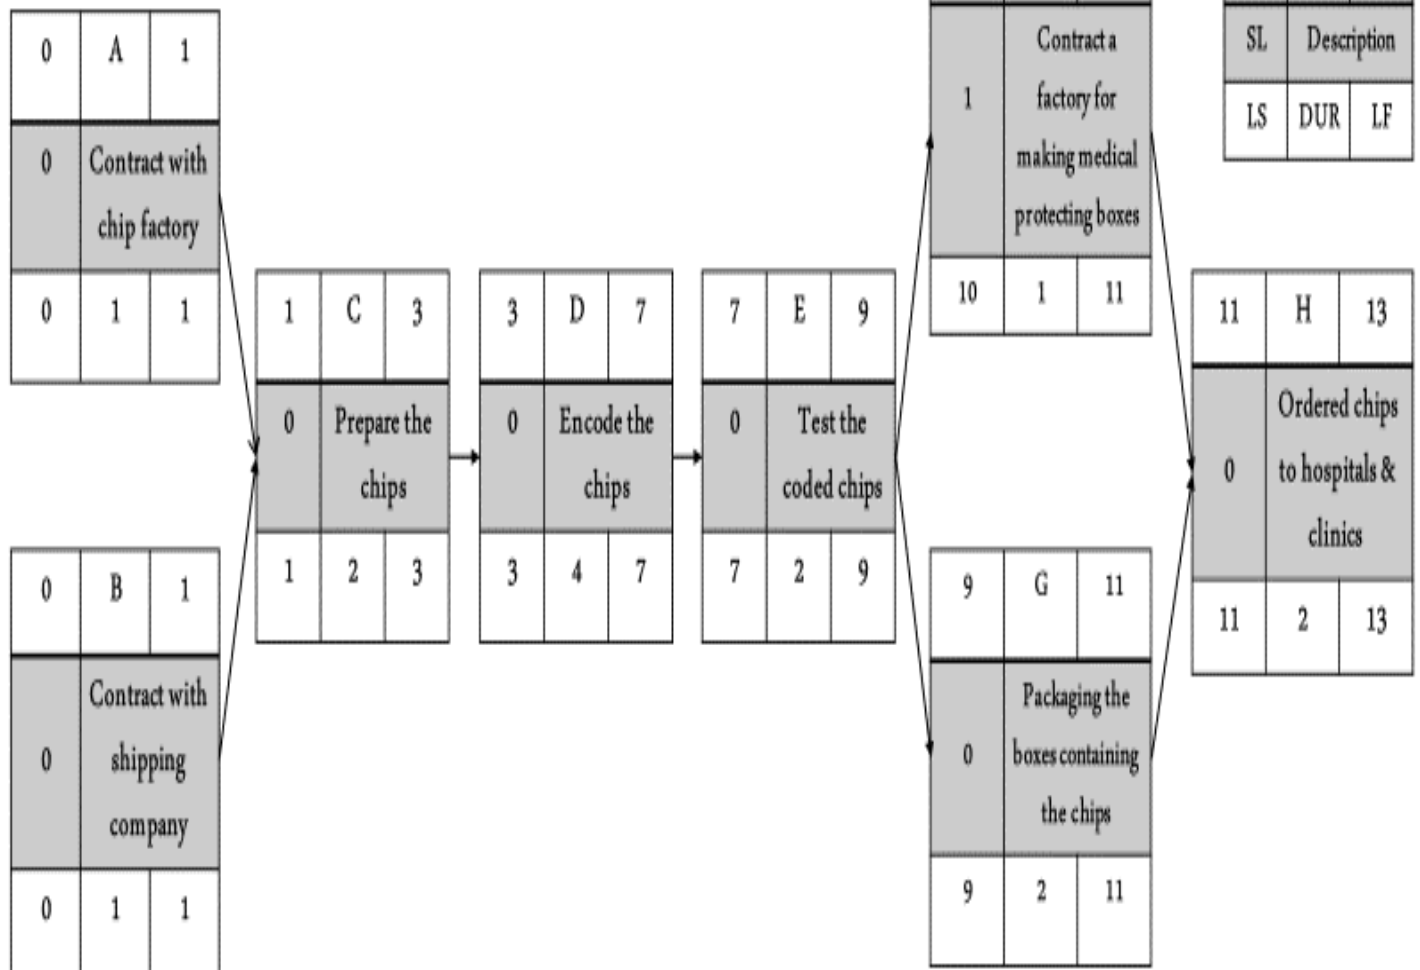 0 A 1
0 Contract with
chip factory
0 1 1
0 B 1
0 Contract with
shipping
company
0 1 1
1 C 3
0 Prepare the
chips
1 2 3
3 D 7
0 Encode the
chips
3 4 7
7 E 9
0 Test the
coded chips
7 2 9
1 Contract a
factory for
making medical
protecting boxes
10 1 11
9 G 11
0 Packaging the
boxes containing
the chips
9 2 11
SL Description
LS DUR LF
11 H 13
0 Ordered chips
to hospitals &
clinics
11 2 13